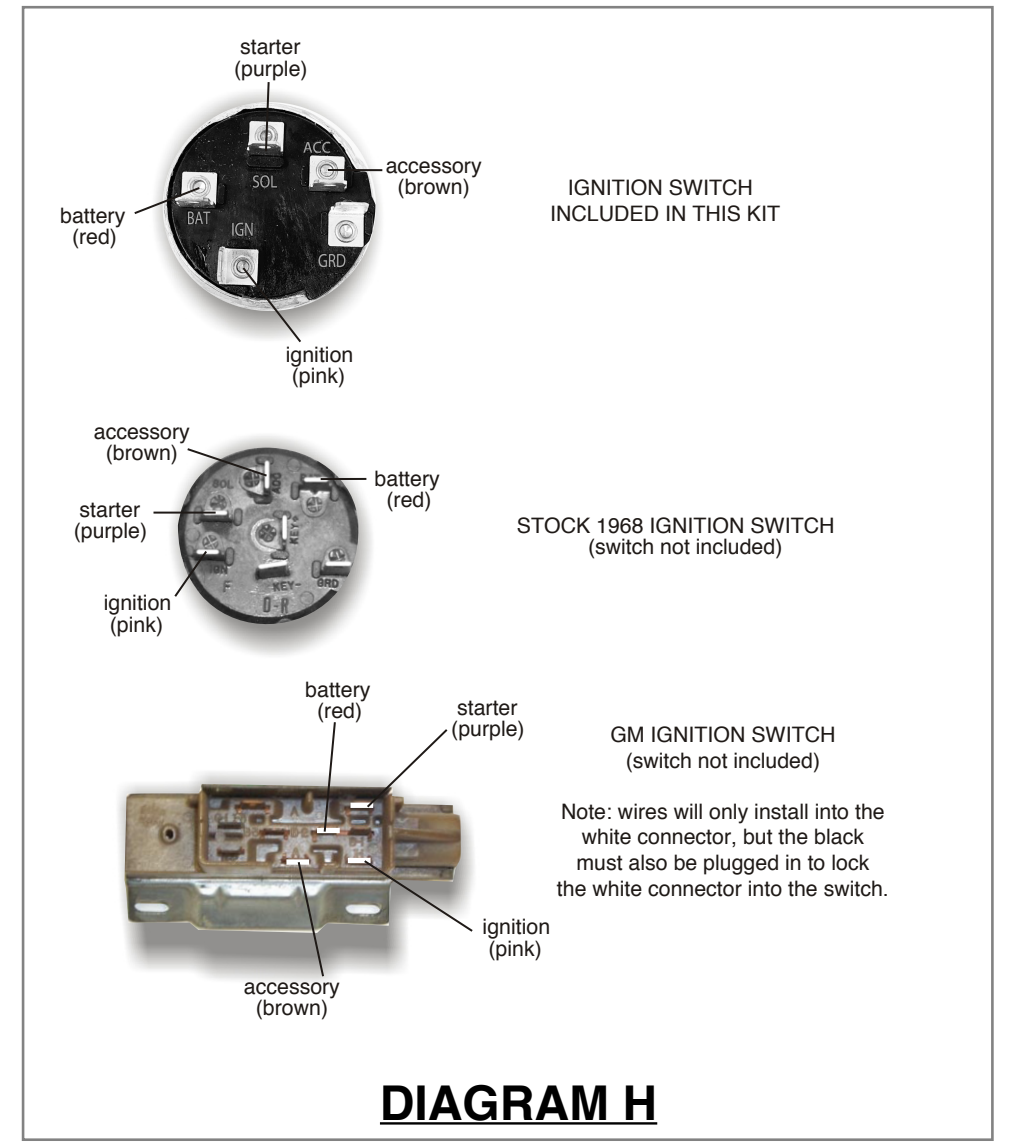 starter
(purple)
ACC
accessory
(brown)
SOL
BAT
battery
(red)
IGN
GRD
ignition
(pink)
IGNITION SWITCH
INCLUDED IN THIS KIT
accessory
(brown)
battery
(red)
SOL
ACC
starter
(purple)
KEY+
IGN
KEY-
GRD
F
D-R
ignition
(pink)
STOCK 1968 IGNITION SWITCH
(switch not included)
battery
(red)
starter
(purple)
GM IGNITION SWITCH
(switch not included)
Note: wires will only install into the
white connector, but the black
must also be plugged in to lock
the white connector into the switch.
ignition
(pink)
accessory
(brown)
DIAGRAM H